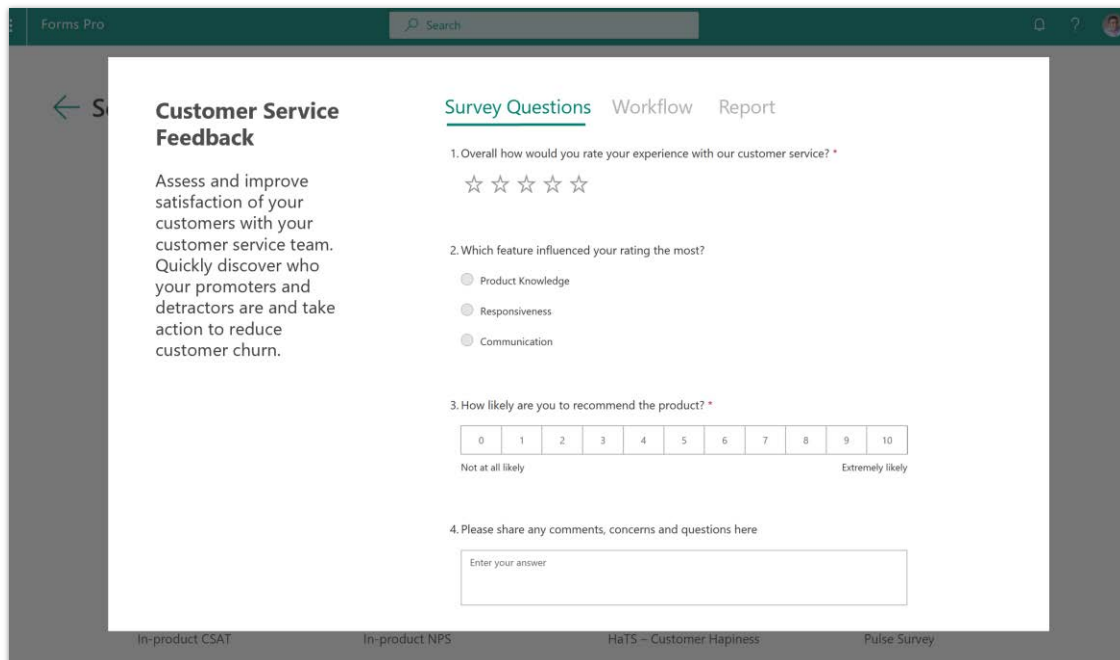 Forms Pro
Search
?
S
Customer Service
Feedback
Assess and improve
satisfaction of your
customers with your
customer service team.
Quickly discover who
your promoters and
detractors are and take
action to reduce
customer churn.
Survey Questions Workflow Report
1. Overall how would you rate your experience with our customer service? *
2. Which feature influenced your rating the most?
Product Knowledge
Responsiveness
Communication
3. How likely are you to recommend the product? *
0 1 2 3 4 5 6 7 8 9 10
Not at all likely Extremely likely
4. Please share any comments, concerns and questions here
Enter your answer
In-product CSAT In-product NPS HaTS – Customer Hapiness Pulse Survey